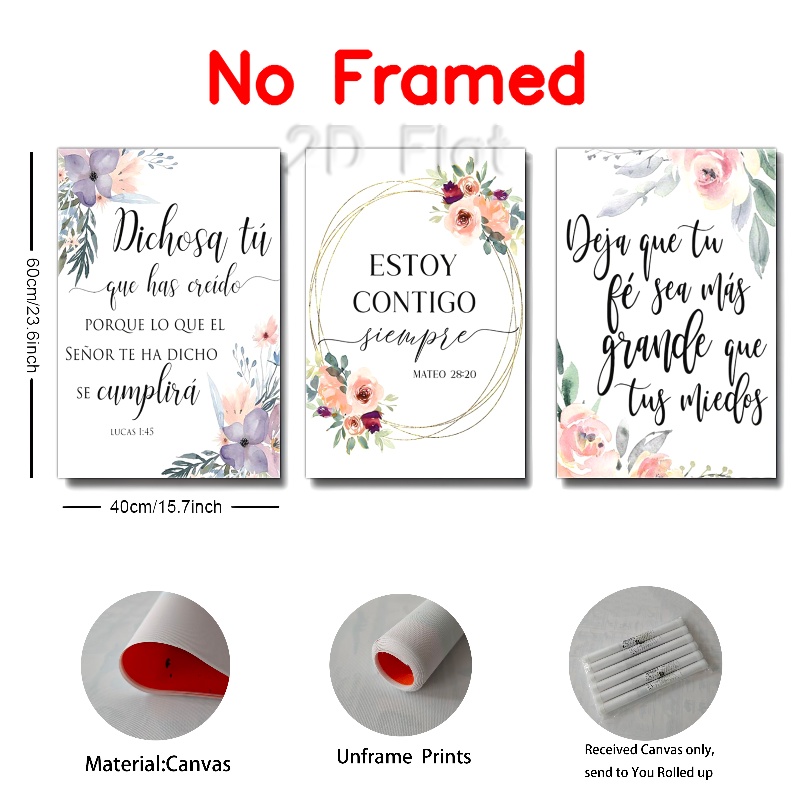 No Framed
2D Flat
60cm/23.6inch
Dichosa tú
que has creído
PORQUE LO QUE EL
SEÑOR TE HA DICHO
SE cumplirá
LUCAS 1:45
ESTOY
CONTIGO
siempre
MATEO 28:20
Deja que tu
fé sea más
grande que
tus miedos
40cm/15.7inch
Material:Canvas
Unframe Prints
Received Canvas only,
send to You Rolled up